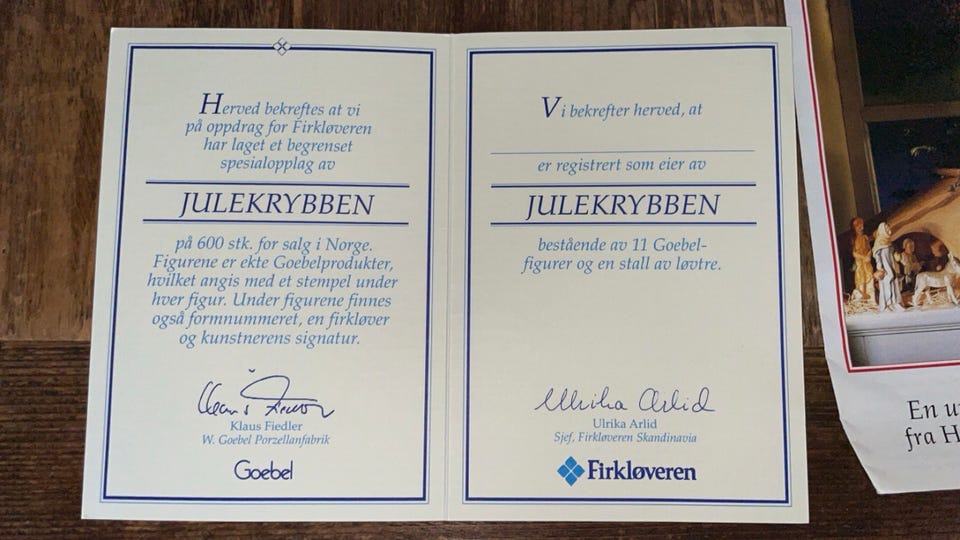 Herved bekreftes at vi
på oppdrag for Firkløveren
har laget et begrenset
spesialopplag av
JULEKRYBBEN
på 600 stk. for salg i Norge.
Figurene er ekte Goebelprodukter,
hvilket angis med et stempel under
hver figur. Under figurene finnes
også formnummeret, en firkløver
og kunstnerens signatur.
Klaus Fiedler
Klaus Fiedler
W. Goebel Porzellanfabrik
Goebel
Vi bekrefter herved, at
er registrert som eier av
JULEKRYBBEN
bestående av 11 Goebel-
figurer og en stall av løvtre.
Ulrika Arlid
Ulrika Arlid
Sjef, Firkløveren Skandinavia
Firkløveren
En u
fra H